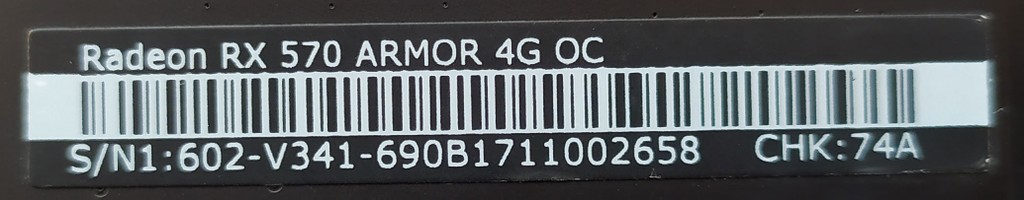 Radeon RX 570 ARMOR 4G OC
S/N1:602-V341-690B1711002658 CHK:74A